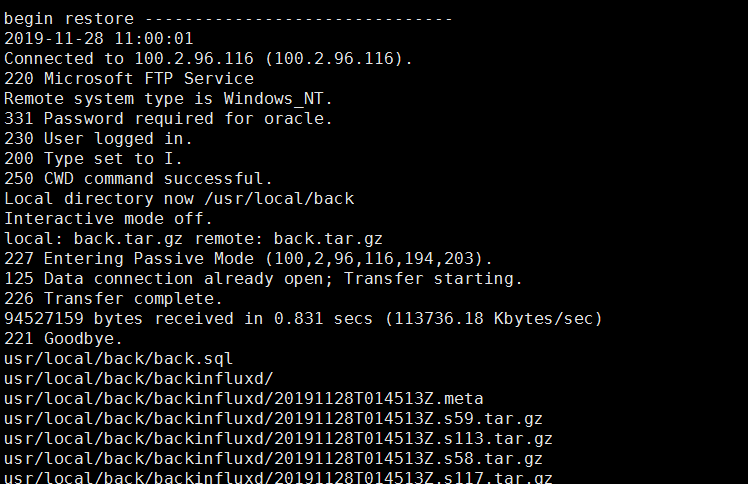 begin restore -------------------------------
2019-11-28 11:00:01
Connected to 100.2.96.116 (100.2.96.116).
220 Microsoft FTP Service
Remote system type is Windows_NT.
331 Password required for oracle.
230 User logged in.
200 Type set to I.
250 CWD command successful.
Local directory now /usr/local/back
Interactive mode off.
local: back.tar.gz remote: back.tar.gz
227 Entering Passive Mode (100,2,96,116,194,203).
125 Data connection already open; Transfer starting.
226 Transfer complete.
94527159 bytes received in 0.831 secs (113736.18 Kbytes/sec)
221 Goodbye.
usr/local/back/back.sql
usr/local/back/backinfluxd/
usr/local/back/backinfluxd/20191128T014513Z.meta
usr/local/back/backinfluxd/20191128T014513Z.s59.tar.gz
usr/local/back/backinfluxd/20191128T014513Z.s113.tar.gz
usr/local/back/backinfluxd/20191128T014513Z.s58.tar.gz
usr/local/back/backinfluxd/20191128T014513Z.s117.tar.gz